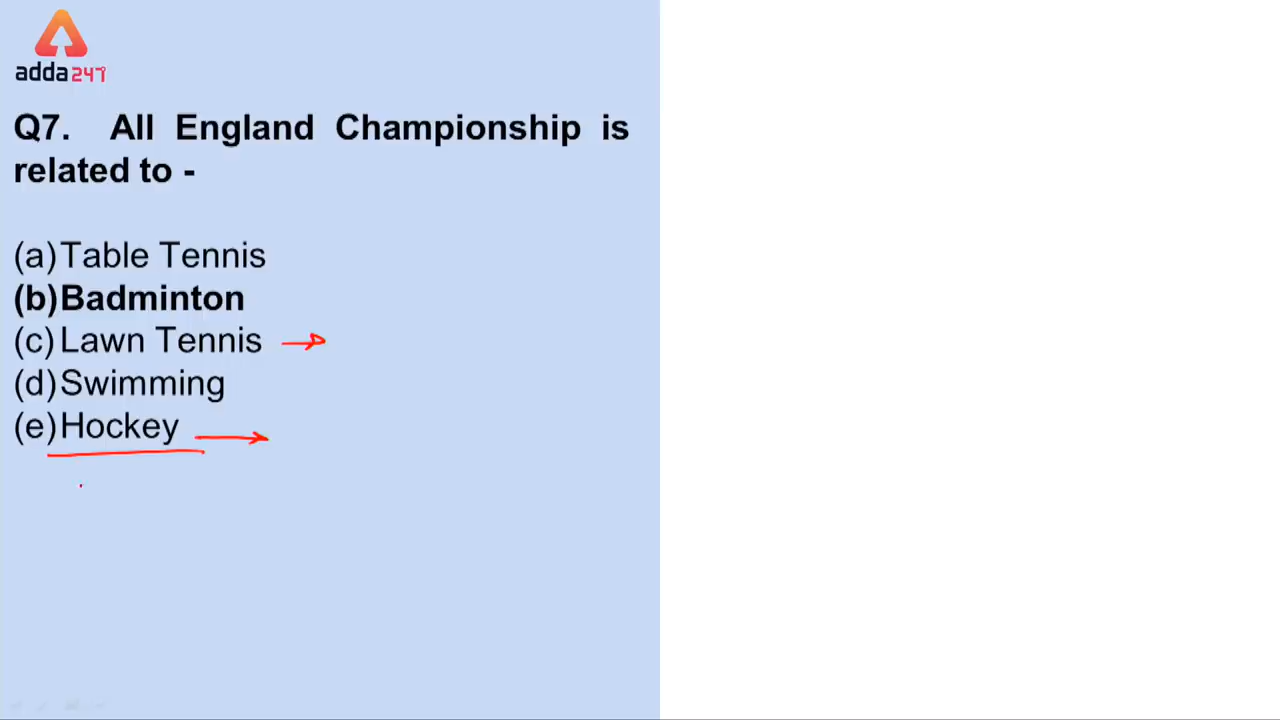 adda247
Q7. All England Championship is
related to -
(a)Table Tennis
(b)Badminton
(c)Lawn Tennis
(d)Swimming
(e)Hockey